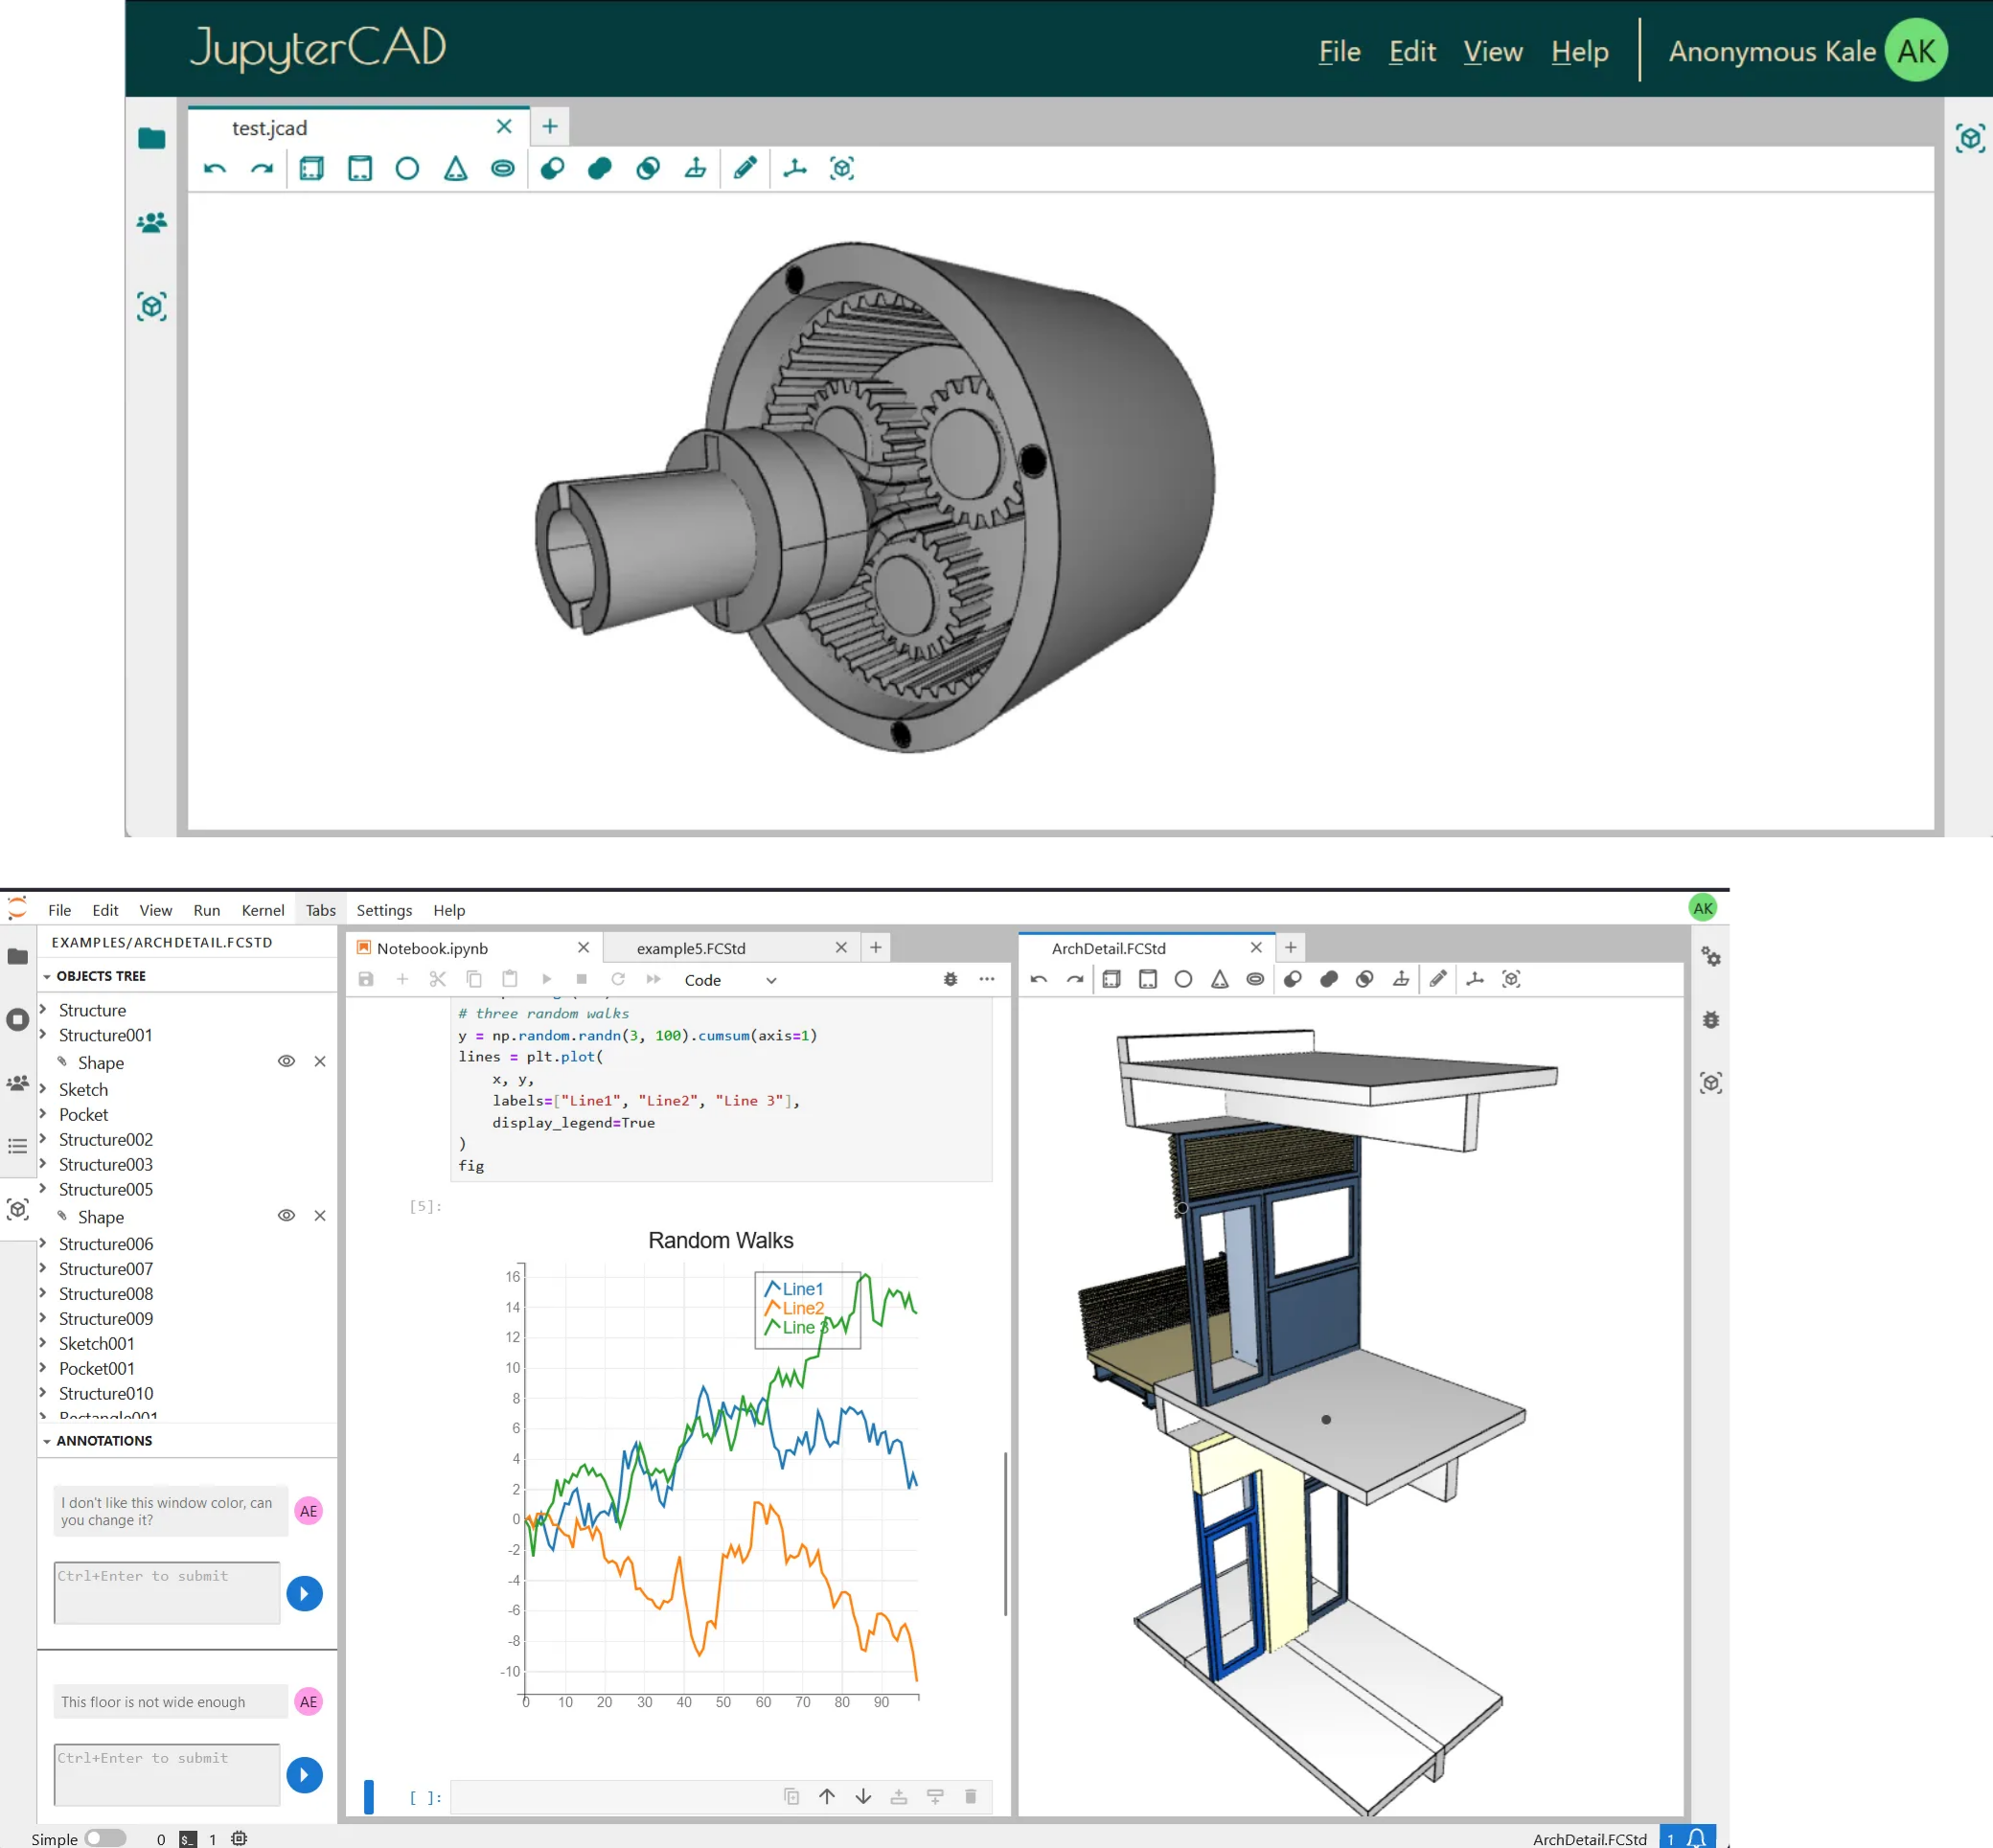 JupyterCAD
File Edit View Help Anonymous Kale AK
test.jcad
File Edit View Run Kernel Tabs Settings Help AK
EXAMPLES/ARCHDETAIL.FCSTD
OBJECTS TREE
Structure
Structure001
Shape
Sketch
Pocket
Structure002
Structure003
Structure005
Shape
Structure006
Structure007
Structure008
Structure009
Sketch001
Pocket001
Structure010
Rectangle001
ANNOTATIONS
I don't like this window color, can
you change it?
AE
Ctrl+Enter to submit
This floor is not wide enough
AE
Ctrl+Enter to submit
Notebook.ipynb example5.FCStd
Code
# three random walks
y = np.random.randn(3, 100).cumsum(axis=1)
lines = plt.plot(
x, y,
labels=["Line1", "Line2", "Line 3"],
display_legend=True
)
fig
[5]:
Random Walks
Line1
Line2
Line 3
16
14
12
10
8
6
4
2
0
-2
-4
-6
-8
-10
0 10 20 30 40 50 60 70 80 90
[ ]:
ArchDetail.FCStd
Simple 0 $_ 1 ArchDetail.FCStd 1